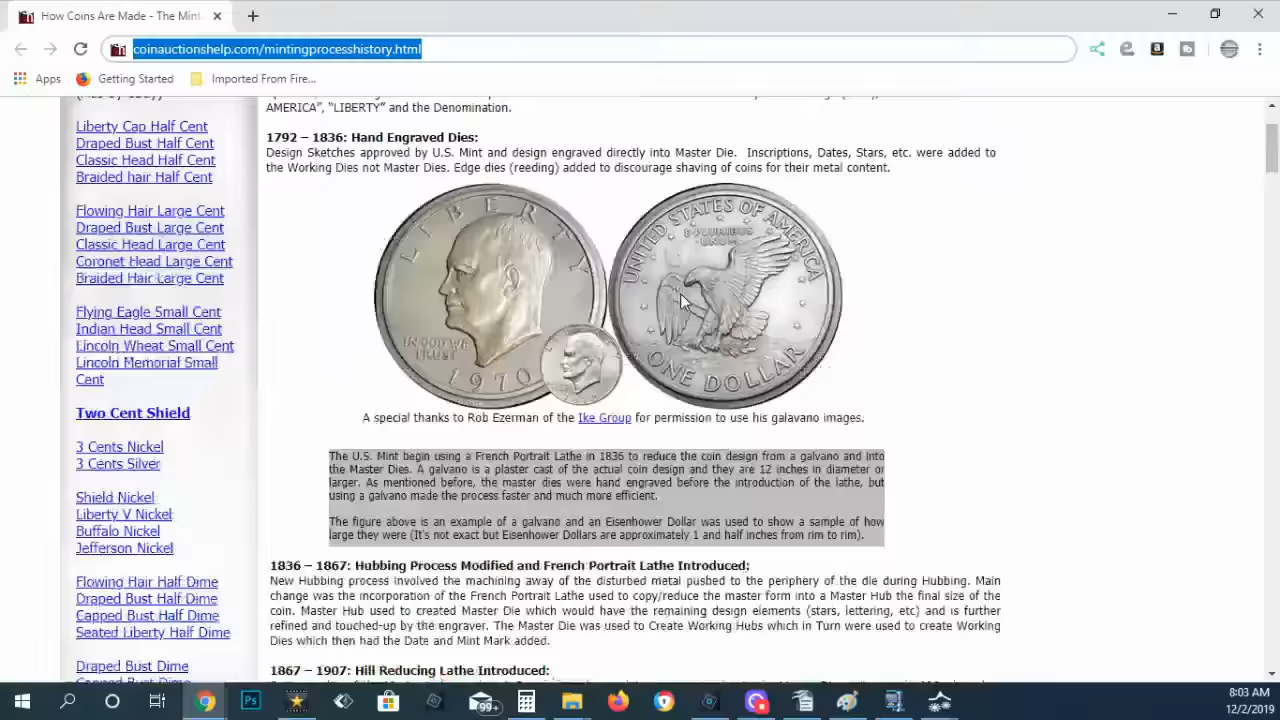 How Coins Are Made - The Min
coinauctionshelp.com/mintingprocesshistory.html
Apps
Getting Started
Imported From Fire...
Liberty Cap Half Cent
Draped Bust Half Cent
Classic Head Half Cent
Braided hair Half Cent
Flowing Hair Large Cent
Draped Bust Large Cent
Classic Head Large Cent
Coronet Head Large Cent
Braided Hair Large Cent
Flying Eagle Small Cent
Indian Head Small Cent
Lincoln Wheat Small Cent
Lincoln Memorial Small
Cent
Two Cent Shield
3 Cents Nickel
3 Cents Silver
Shield Nickel
Liberty V Nickel
Buffalo Nickel
Jefferson Nickel
Flowing Hair Half Dime
Draped Bust Half Dime
Capped Bust Half Dime
Seated Liberty Half Dime
Draped Bust Dime
AMERICA", "LIBERTY" and the Denomination.
1792 – 1836: Hand Engraved Dies:
Design Sketches approved by U.S. Mint and design engraved directly into Master Die. Inscriptions, Dates, Stars, etc. were added to
the Working Dies not Master Dies. Edge dies (reeding) added to discourage shaving of coins for their metal content.
LIBERTY
IN GOD WE
TRUST
1970
UNITED STATES OF AMERICA
E PLURIBUS
UNUM
ONE DOLLAR
A special thanks to Rob Ezerman of the Ike Group for permission to use his galavano images.
The U.S. Mint begin using a French Portrait Lathe in 1836 to reduce the coin design from a galvano and into
the Master Dies. A galvano is a plaster cast of the actual coin design and they are 12 inches in diameter or
larger. As mentioned before, the master dies were hand engraved before the introduction of the lathe, but
using a galvano made the process faster and much more efficient.
The figure above is an example of a galvano and an Eisenhower Dollar was used to show a sample of how
large they were (It's not exact but Eisenhower Dollars are approximately 1 and half inches from rim to rim).
1836 – 1867: Hubbing Process Modified and French Portrait Lathe Introduced:
New Hubbing process involved the machining away of the disturbed metal pushed to the periphery of the die during Hubbing. Main
change was the incorporation of the French Portrait Lathe used to copy/reduce the master form into a Master Hub the final size of the
coin. Master Hub used to created Master Die which would have the remaining design elements (stars, lettering, etc) and is further
refined and touched-up by the engraver. The Master Die was used to Create Working Hubs which in Turn were used to create Working
Dies which then had the Date and Mint Mark added.
1867 – 1907: Hill Reducing Lathe Introduced:
Ps
99+
8:03 AM
12/2/2019